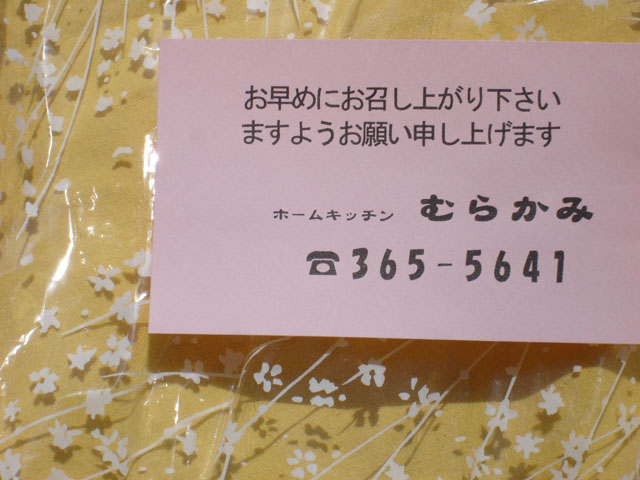 お早めにお召し上がり下さい
ますようお願い申し上げます
ホームキッチン むらかみ
☎365-5641